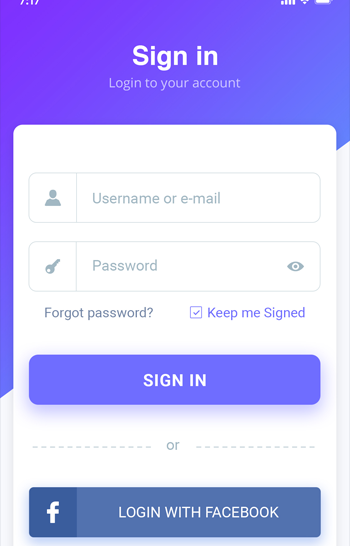 Sign in
Login to your account
Username or e-mail
Password
Forgot password?
Keep me Signed
SIGN IN
or
f
LOGIN WITH FACEBOOK